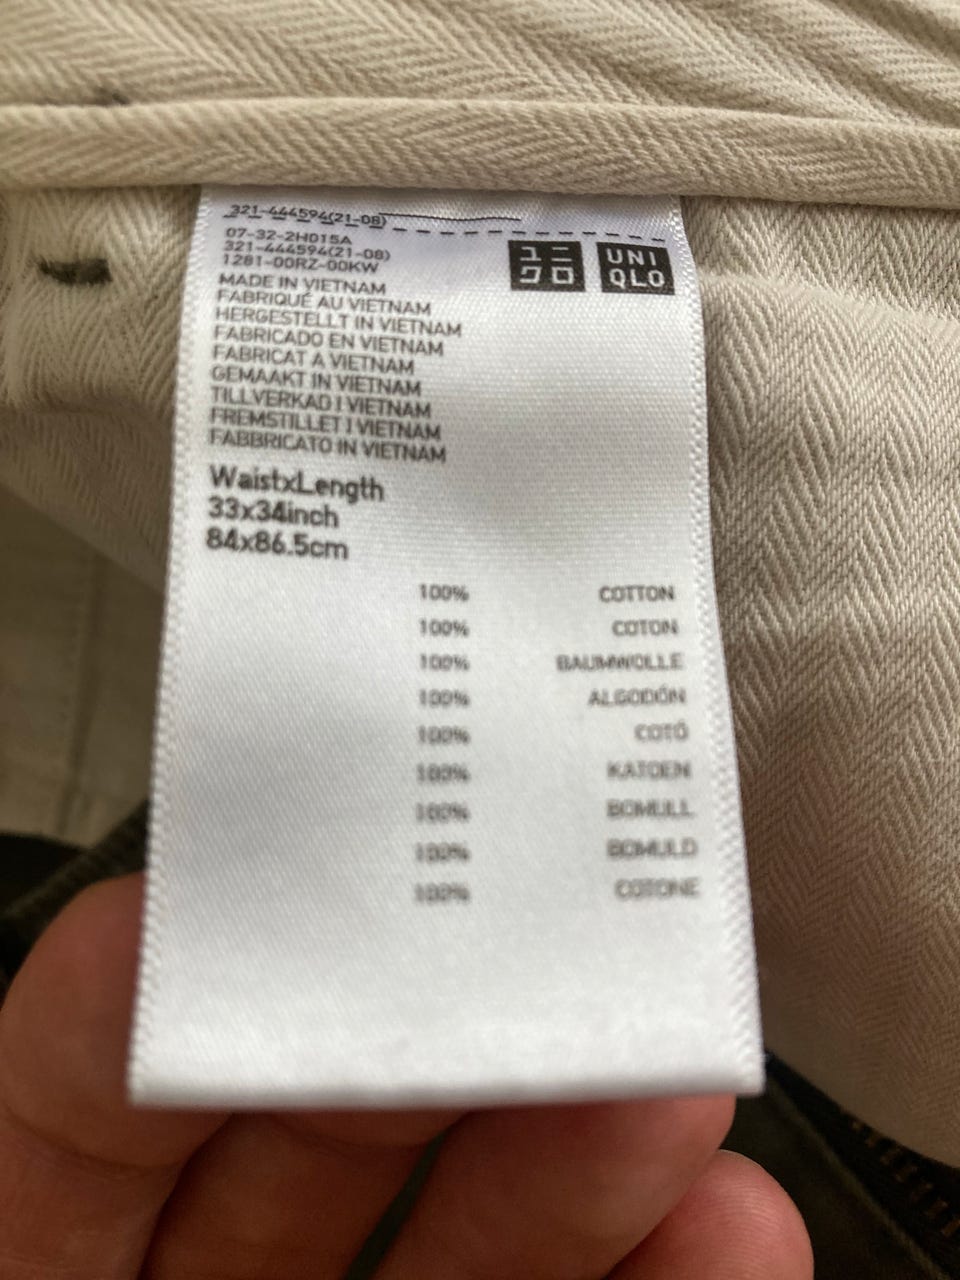 321-444594(21-08)
07-32-2H015A
321-444594(21-08)
1281-00RZ-00KW
ユニ
クロ
UNI
QLO
MADE IN VIETNAM
FABRIQUÉ AU VIETNAM
HERGESTELLT IN VIETNAM
FABRICADO EN VIETNAM
FABRICAT A VIETNAM
GEMAAKT IN VIETNAM
TILLVERKAD I VIETNAM
FREMSTILLET I VIETNAM
FABBRICATO IN VIETNAM
WaistxLength
33x34inch
84x86.5cm
100% COTTON
100% COTON
100% BAUMWOLLE
100% ALGODÓN
100% COTÓ
100% KATOEN
100% BOMULL
100% BOMULD
100% COTONE